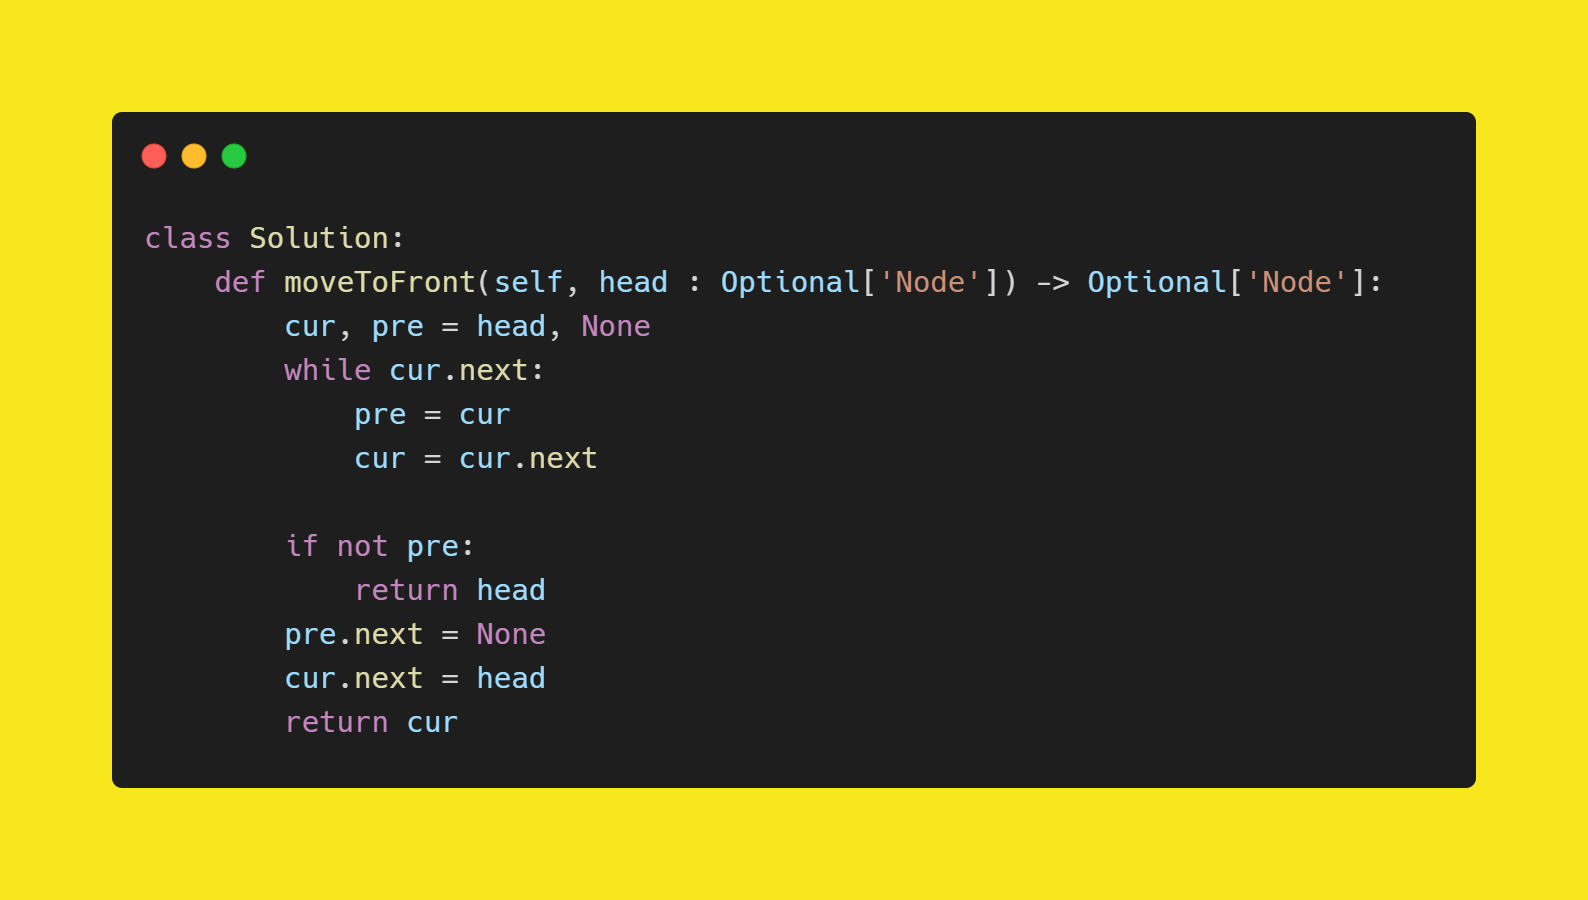 class Solution:
    def moveToFront(self, head : Optional['Node']) -> Optional['Node']:
        cur, pre = head, None
        while cur.next:
            pre = cur
            cur = cur.next

        if not pre:
            return head
        pre.next = None
        cur.next = head
        return cur